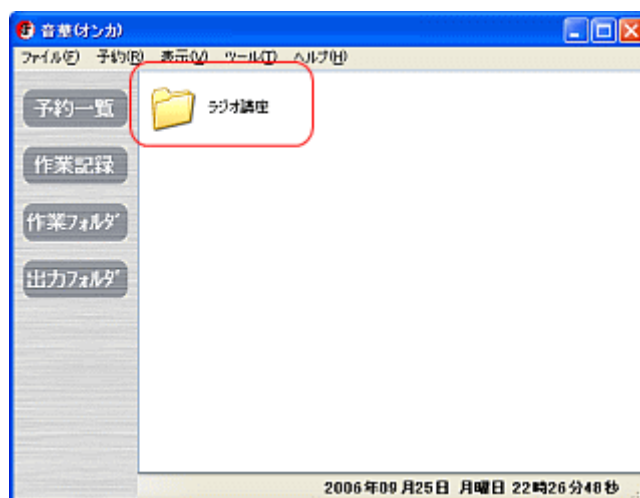 音華(オンカ)
ファイル(F) 予約(R) 表示(V) ツール(T) ヘルプ(H)
予約一覧
ラジオ講座
作業記録
作業フォルダ
出力フォルダ
2006年09月25日 月曜日 22時26分48秒